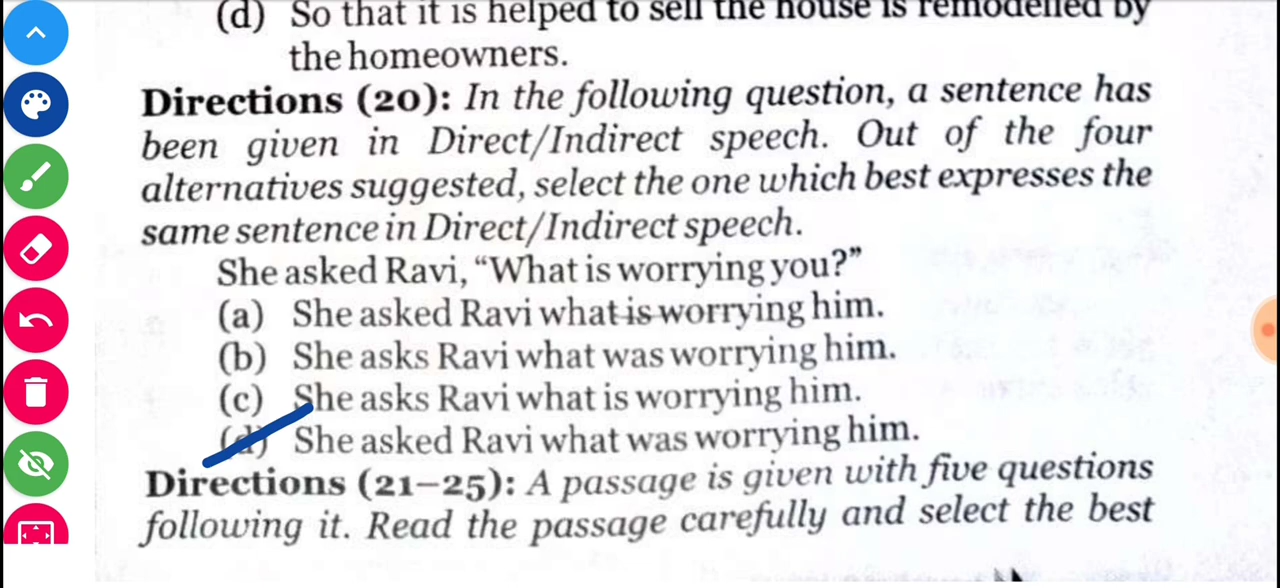 (d) So that it is helped to sell the house is remodelled by
the homeowners.
Directions (20): In the following question, a sentence has
been given in Direct/Indirect speech. Out of the four
alternatives suggested, select the one which best expresses the
same sentence in Direct/Indirect speech.
She asked Ravi, “What is worrying you?”
(a) She asked Ravi what is worrying him.
(b) She asks Ravi what was worrying him.
(c) She asks Ravi what is worrying him.
(d) She asked Ravi what was worrying him.
Directions (21–25): A passage is given with five questions
following it. Read the passage carefully and select the best